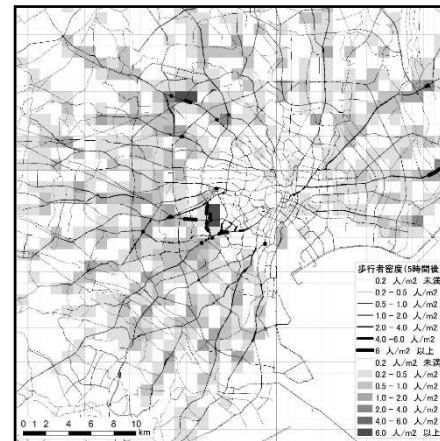 歩行者密度(5時間後
0.2 人/m2 未満
0.2 - 0.5 人/m2
0.5 - 1.0 人/m2
1.0 - 2.0 人/m2
2.0 - 4.0 人/m2
4.0 - 6.0 人/m2
6 人/m2 以上
0.2 人/m2 未満
0.2 - 0.5 人/m2
0.5 - 1.0 人/m2
1.0 - 2.0 人/m2
2.0 - 4.0 人/m2
4.0 - 6.0 人/m2
6.0 人/m2 以上
0 1 2 4 6 8 10
km